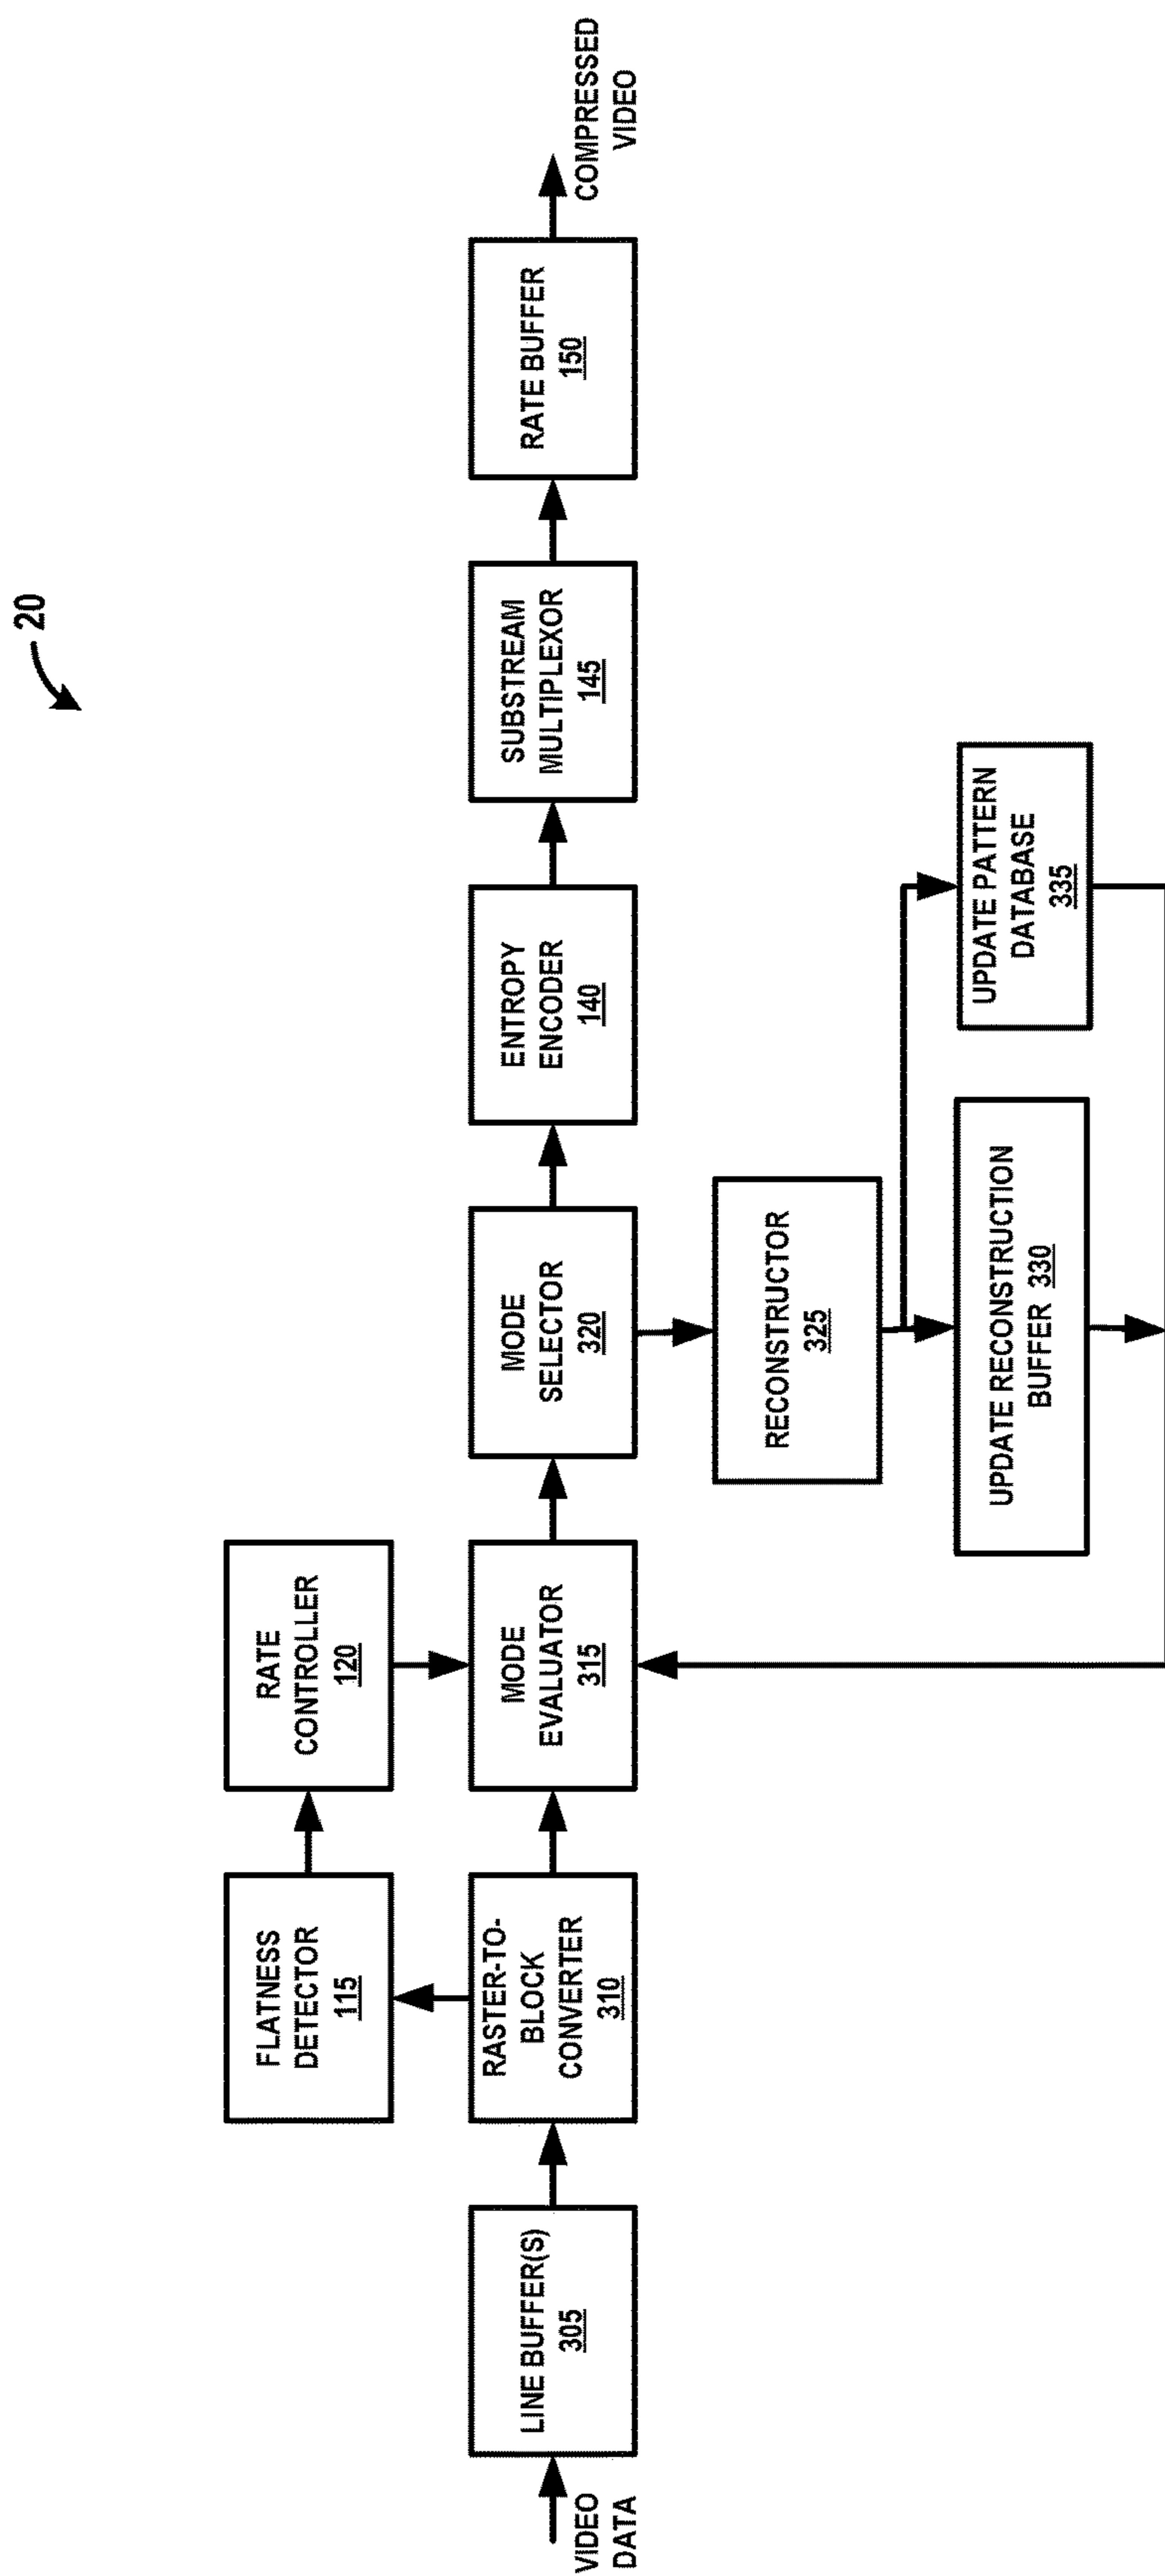 20
FLATNESS
DETECTOR
115
RATE
CONTROLLER
120
VIDEO
DATA
LINE BUFFER(S)
305
RASTER-TO-
BLOCK
CONVERTER
310
MODE
EVALUATOR
315
MODE
SELECTOR
320
ENTROPY
ENCODER
140
SUBSTREAM
MULTIPLEXOR
145
RATE BUFFER
150
COMPRESSED
VIDEO
RECONSTRUCTOR
325
UPDATE RECONSTRUCTION
BUFFER 330
UPDATE PATTERN
DATABASE
335